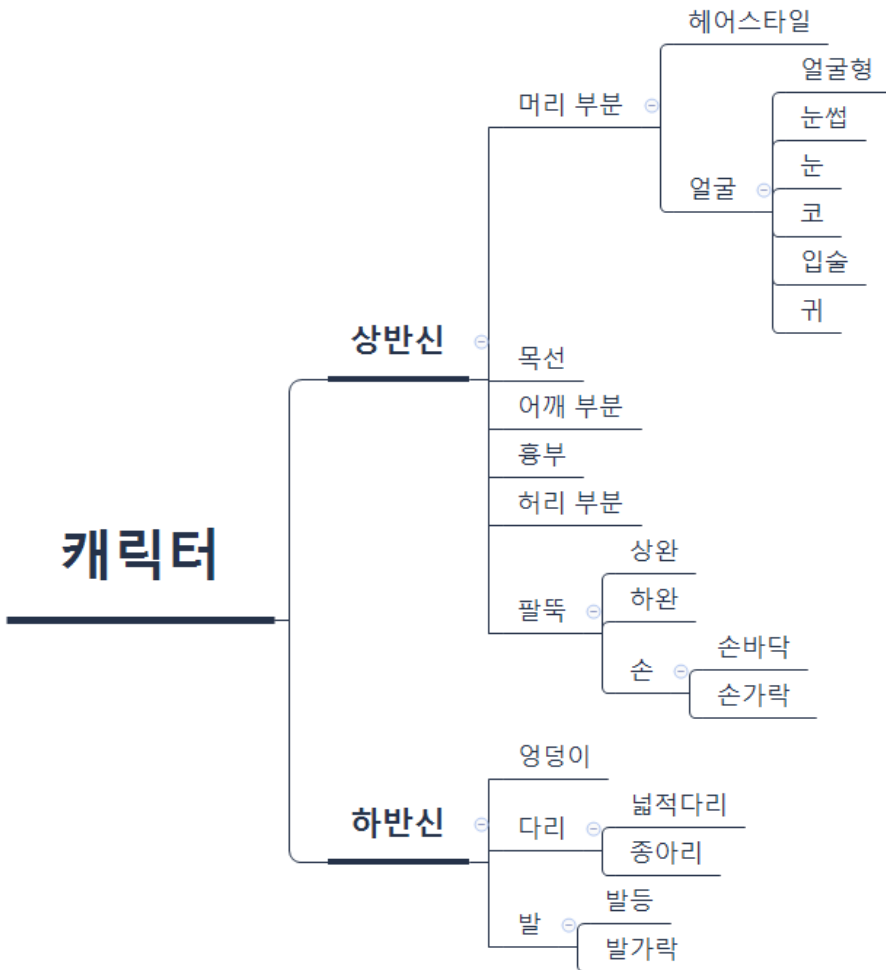 캐릭터
상반신
머리 부분
헤어스타일
얼굴
얼굴형
눈썹
눈
코
입술
귀
목선
어깨 부분
흉부
허리 부분
팔뚝
상완
하완
손
손바닥
손가락
하반신
엉덩이
다리
넓적다리
종아리
발
발등
발가락